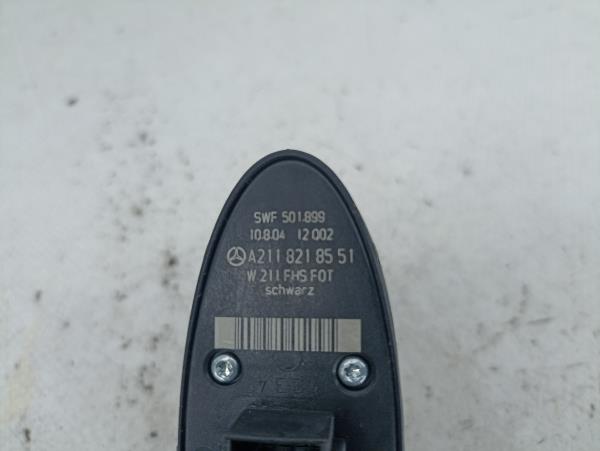 SWF 501.899
10.8.04 12 002
A211 821 85 51
W 211 FHS FOT
schwarz